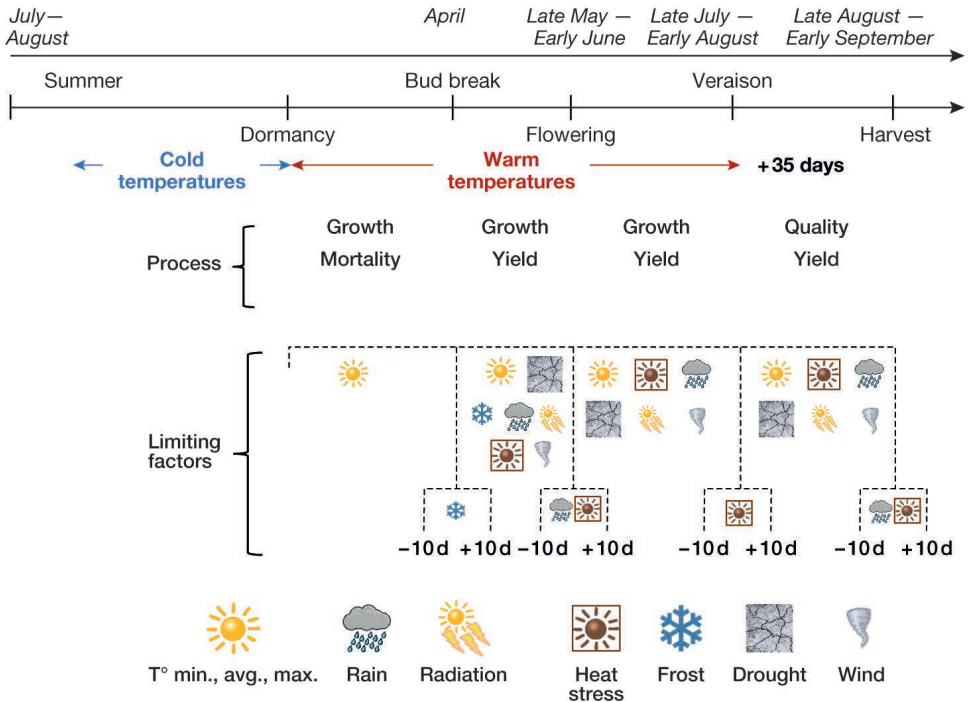 July—
August
April
Late May —
Early June
Late July —
Early August
Late August —
Early September
Summer
Bud break
Veraison
Dormancy
Flowering
Harvest
Cold
temperatures
Warm
temperatures
+35 days
Process
Growth
Mortality
Growth
Yield
Growth
Yield
Quality
Yield
Limiting
factors
−10d +10d −10d +10d −10d +10d −10d +10d
T° min., avg., max.
Rain
Radiation
Heat
stress
Frost
Drought
Wind